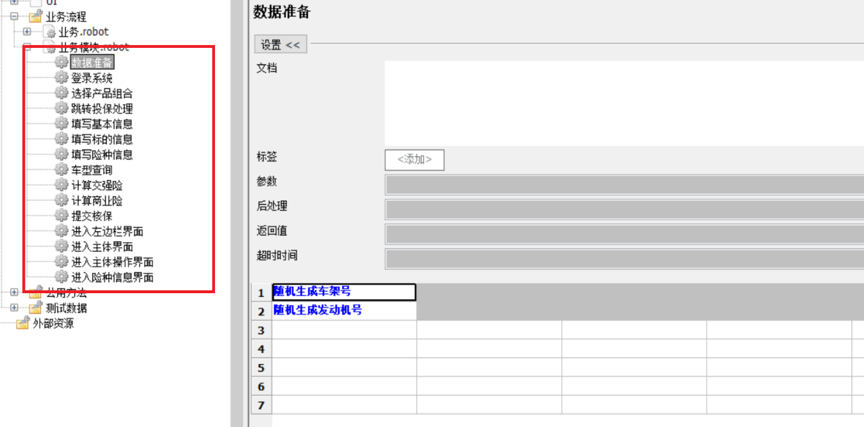 UI
业务流程
业务.robot
业务模块.robot
数据准备
登录系统
选择产品组合
跳转投保处理
填写基本信息
填写标的信息
填写险种信息
车型查询
计算交强险
计算商业险
提交核保
进入左边栏界面
进入主体界面
进入主体操作界面
进入险种信息界面
公用方法
测试数据
外部资源
数据准备
设置 <<
文档
标签
<添加>
参数
后处理
返回值
超时时间
1 随机生成车架号
2 随机生成发动机号
3
4
5
6
7